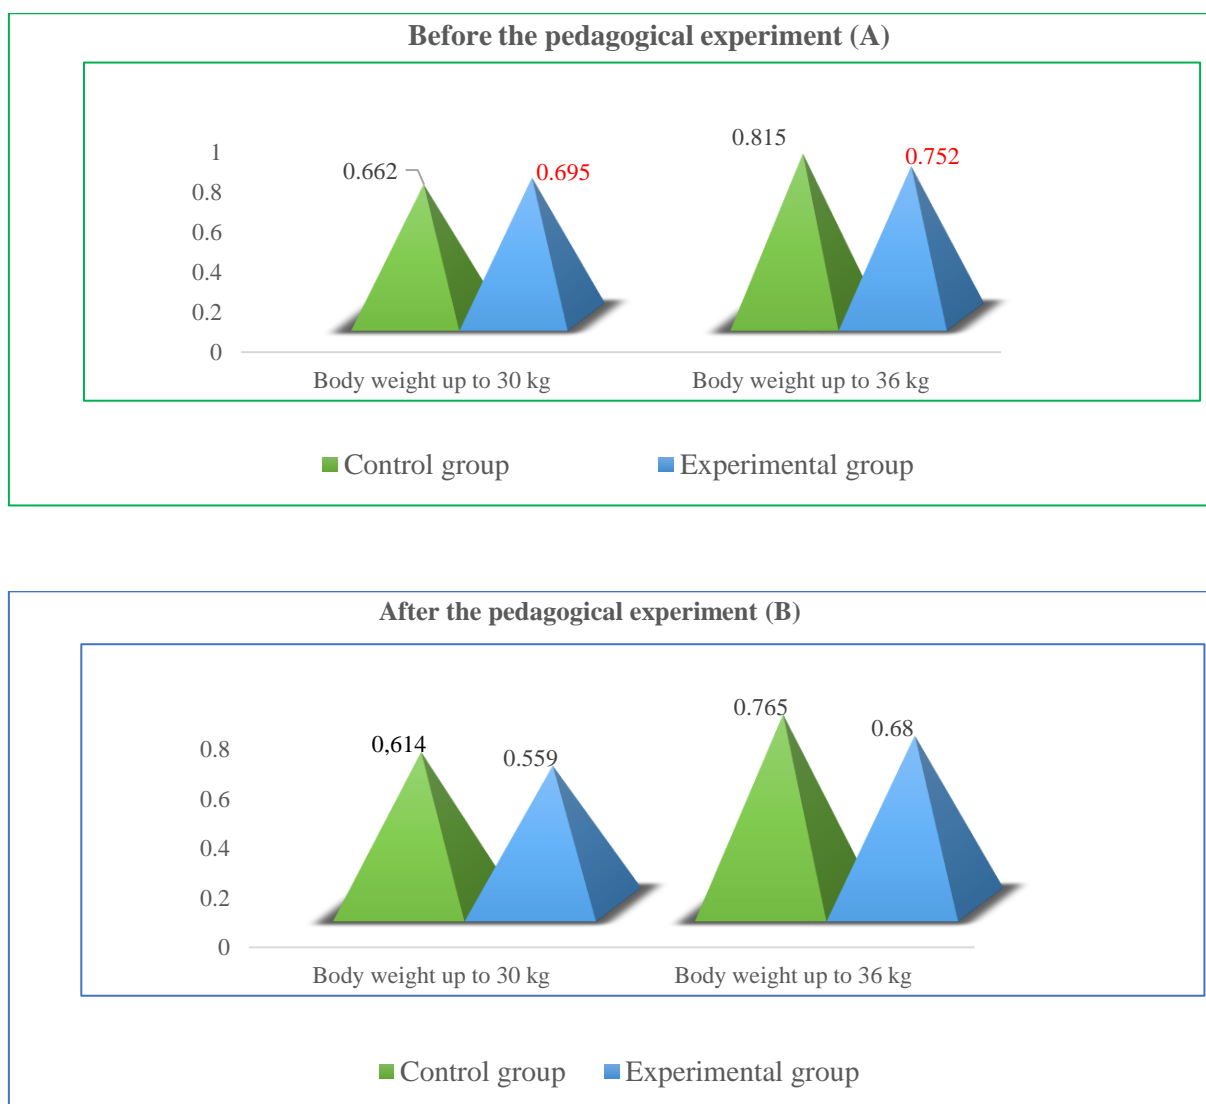 Before the pedagogical experiment (A)
1
0.8
0.6
0.4
0.2
0
0.662
0.695
0.815
0.752
Body weight up to 30 kg
Body weight up to 36 kg
Control group
Experimental group
After the pedagogical experiment (B)
0.8
0.6
0.4
0.2
0
0,614
0.559
0.765
0.68
Body weight up to 30 kg
Body weight up to 36 kg
Control group
Experimental group